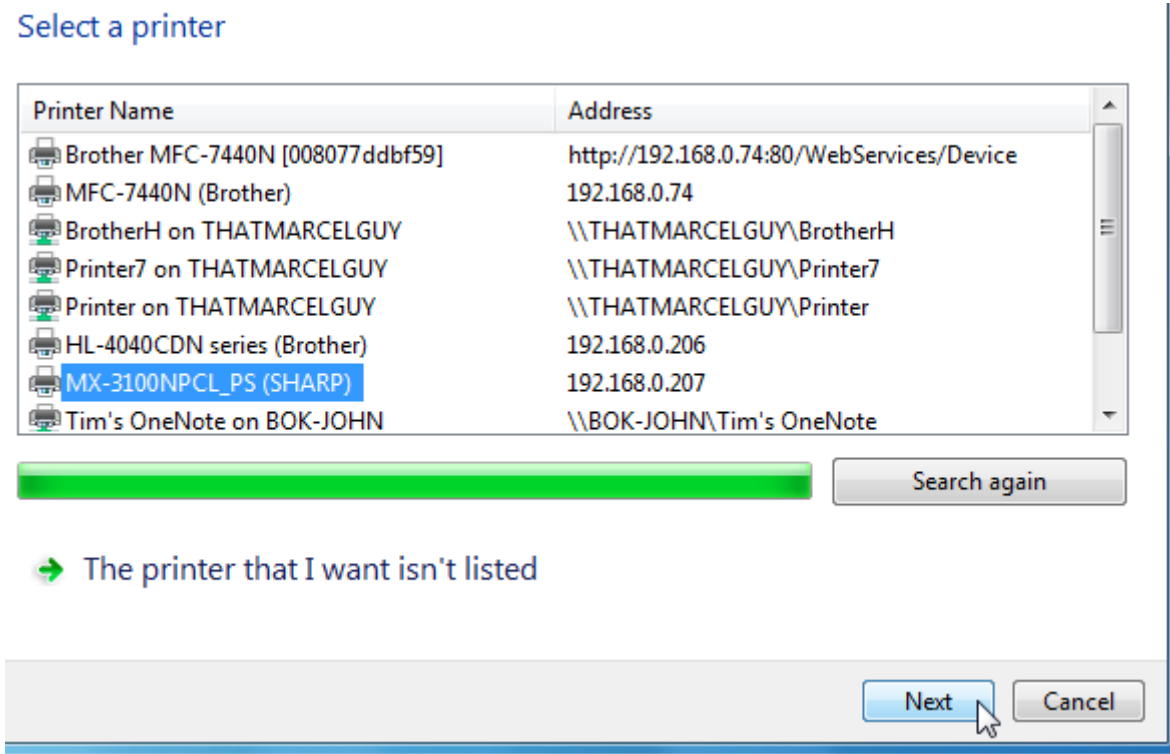 Select a printer
Printer Name Address
Brother MFC-7440N [008077ddbf59] http://192.168.0.74:80/WebServices/Device
MFC-7440N (Brother) 192.168.0.74
BrotherH on THATMARCELGUY \\THATMARCELGUY\BrotherH
Printer7 on THATMARCELGUY \\THATMARCELGUY\Printer7
Printer on THATMARCELGUY \\THATMARCELGUY\Printer
HL-4040CDN series (Brother) 192.168.0.206
MX-3100NPCL_PS (SHARP) 192.168.0.207
Tim's OneNote on BOK-JOHN \\BOK-JOHN\Tim's OneNote
Search again
The printer that I want isn't listed
Next Cancel